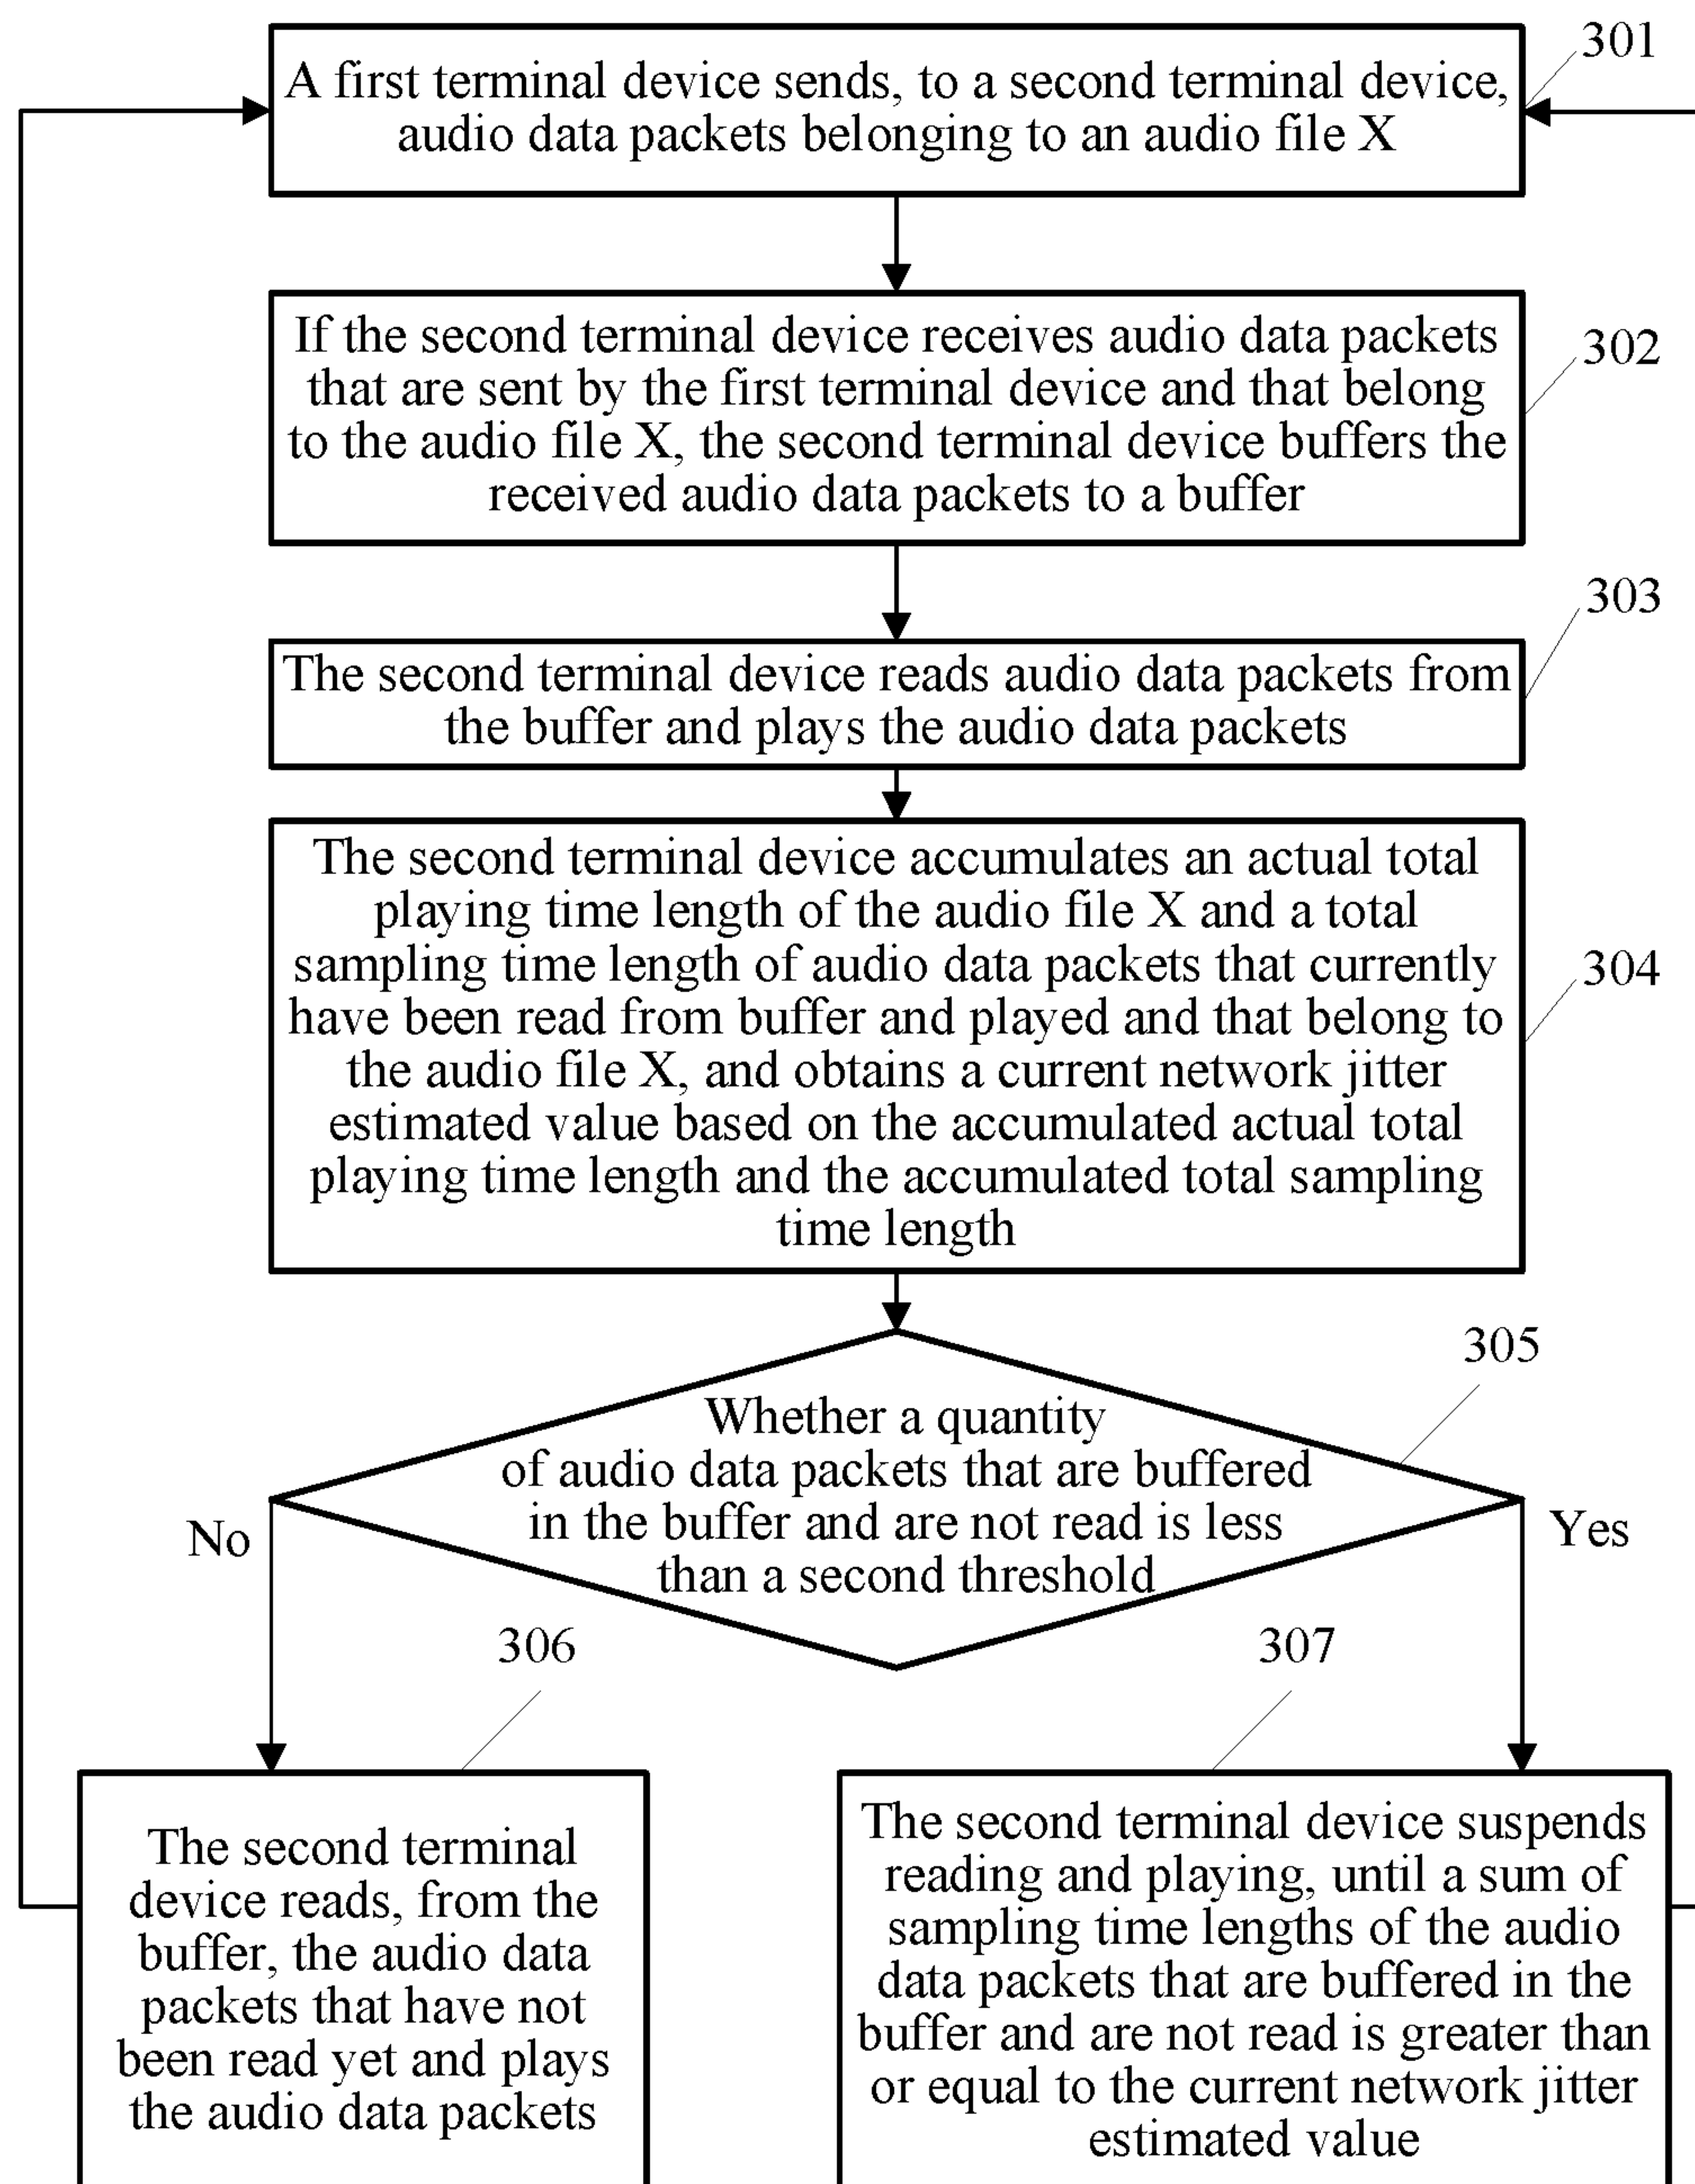 301
A first terminal device sends, to a second terminal device,
audio data packets belonging to an audio file X
302
If the second terminal device receives audio data packets
that are sent by the first terminal device and that belong
to the audio file X, the second terminal device buffers the
received audio data packets to a buffer
303
The second terminal device reads audio data packets from
the buffer and plays the audio data packets
304
The second terminal device accumulates an actual total
playing time length of the audio file X and a total
sampling time length of audio data packets that currently
have been read from buffer and played and that belong to
the audio file X, and obtains a current network jitter
estimated value based on the accumulated actual total
playing time length and the accumulated total sampling
time length
305
Whether a quantity
of audio data packets that are buffered
in the buffer and are not read is less
than a second threshold
No
Yes
306
The second terminal
device reads, from the
buffer, the audio data
packets that have not
been read yet and plays
the audio data packets
307
The second terminal device suspends
reading and playing, until a sum of
sampling time lengths of the audio
data packets that are buffered in the
buffer and are not read is greater than
or equal to the current network jitter
estimated value